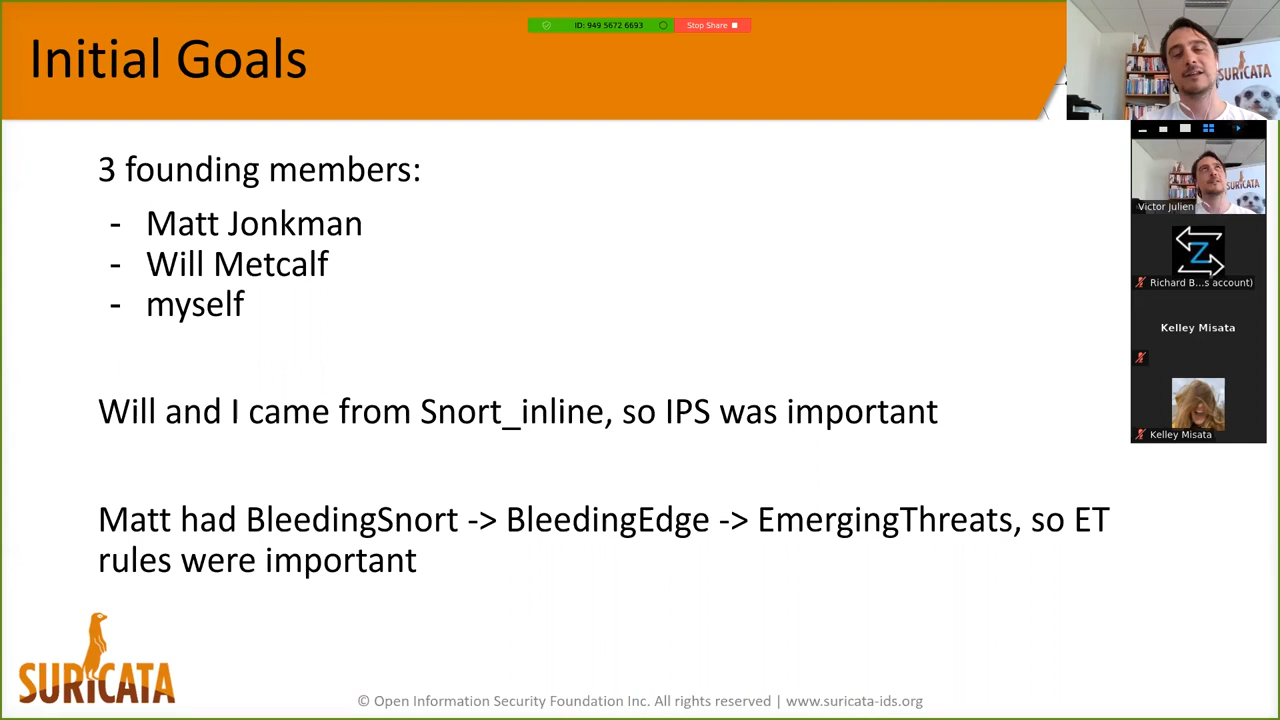 Initial Goals
ID: 949 5672 6693
Stop Share
SURICATA
3 founding members:
- Matt Jonkman
- Will Metcalf
- myself
Will and I came from Snort_inline, so IPS was important
Matt had BleedingSnort -> BleedingEdge -> EmergingThreats, so ET
rules were important
SURICATA
Victor Julien
Z
Richard B...s account)
Kelley Misata
Kelley Misata
SURICATA
© Open Information Security Foundation Inc. All rights reserved | www.suricata-ids.org